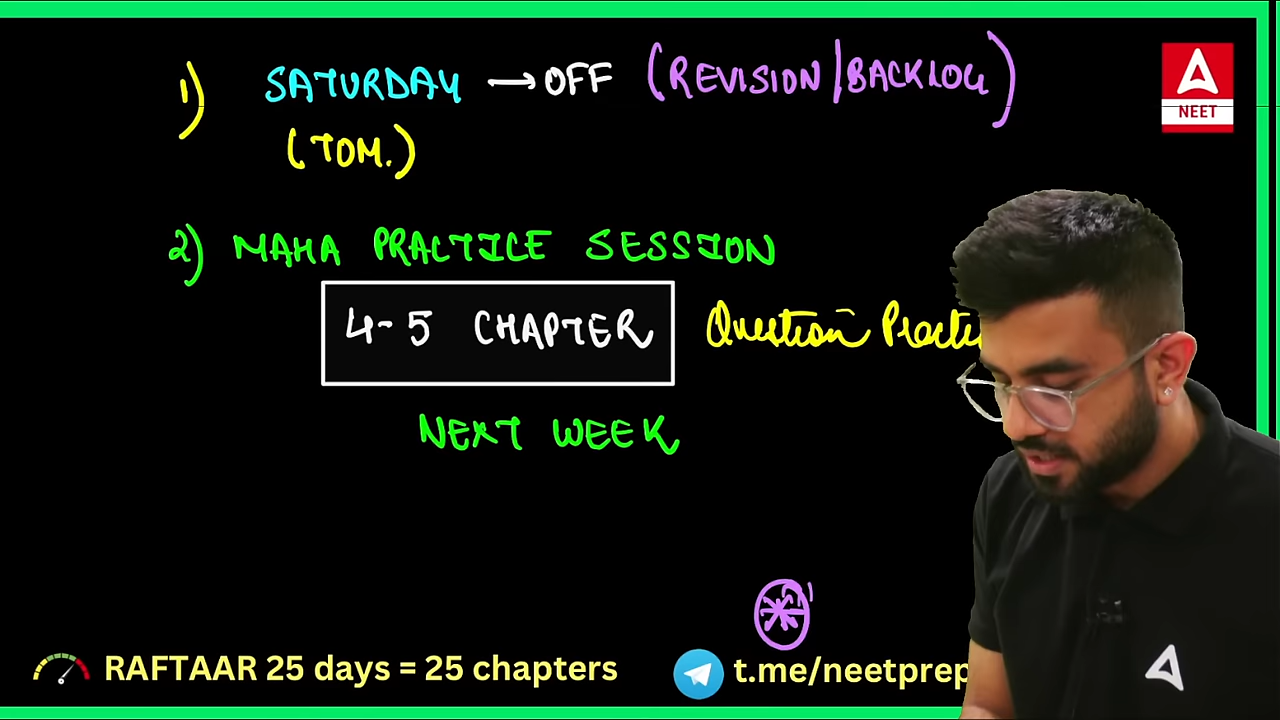 1) SATURDAY → OFF (REVISION/BACKLOG)
(TOM.)
NEET
2) MAHA PRACTICE SESSION
4-5 CHAPTER Question
NEXT WEEK
RAFTAAR 25 days = 25 chapters
t.me/neetprep